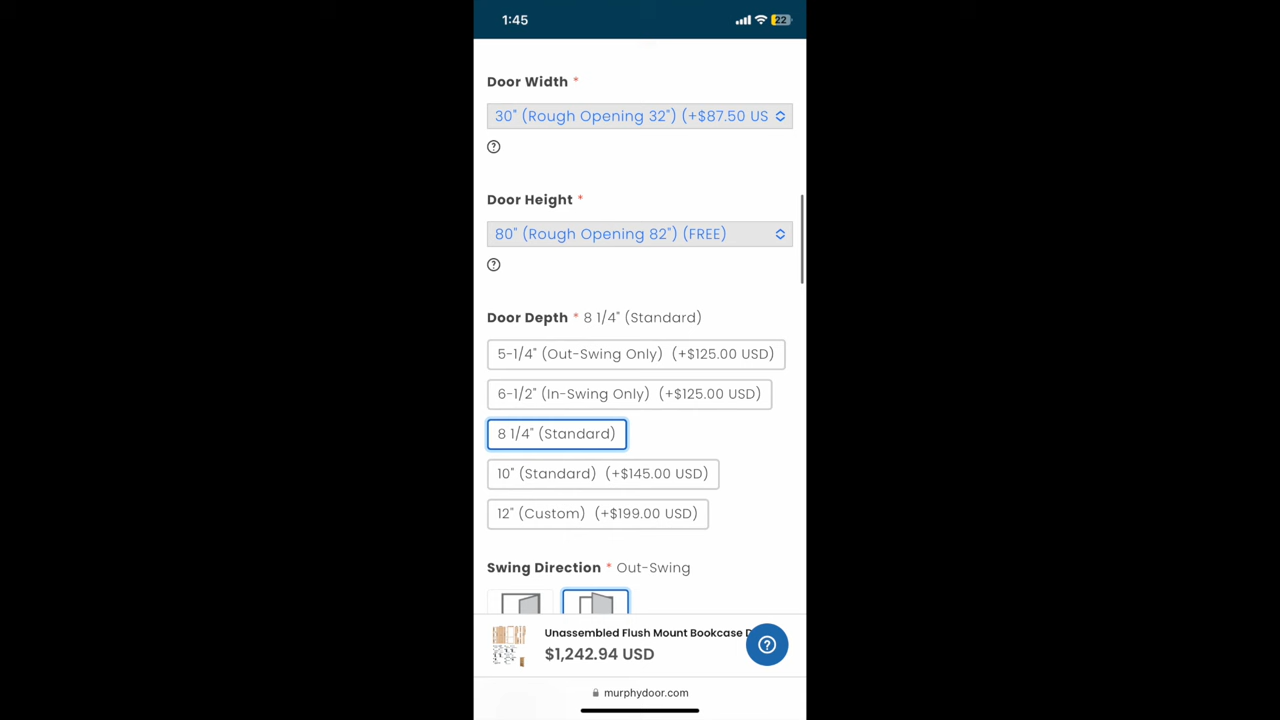 1:45
22
Door Width *
30" (Rough Opening 32") (+$87.50 US
Door Height *
80" (Rough Opening 82") (FREE)
Door Depth * 8 1/4" (Standard)
5-1/4" (Out-Swing Only) (+$125.00 USD)
6-1/2" (In-Swing Only) (+$125.00 USD)
8 1/4" (Standard)
10" (Standard) (+$145.00 USD)
12" (Custom) (+$199.00 USD)
Swing Direction * Out-Swing
Unassembled Flush Mount Bookcase
$1,242.94 USD
murphydoor.com